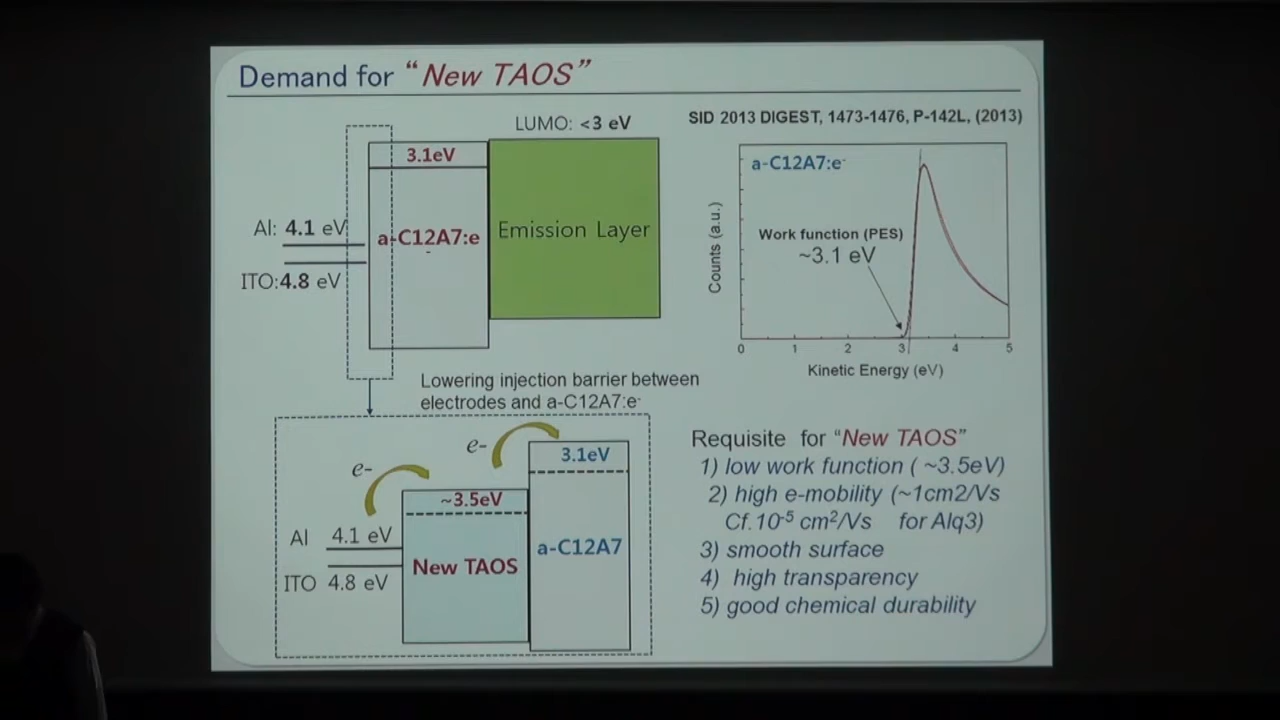 Demand for “New TAOS”
LUMO: <3 eV
3.1eV
Al: 4.1 eV
a-C12A7:e-
Emission Layer
ITO:4.8 eV
SID 2013 DIGEST, 1473-1476, P-142L, (2013)
a-C12A7:e-
Work function (PES)
~3.1 eV
Counts (a.u.)
0 1 2 3 4 5
Kinetic Energy (eV)
Lowering injection barrier between
electrodes and a-C12A7:e-
e-
e-
3.1eV
~3.5eV
Al 4.1 eV
a-C12A7
New TAOS
ITO 4.8 eV
Requisite for “New TAOS”
1) low work function ( ~3.5eV)
2) high e-mobility (~1cm2/Vs
Cf.10-5 cm2/Vs for Alq3)
3) smooth surface
4) high transparency
5) good chemical durability